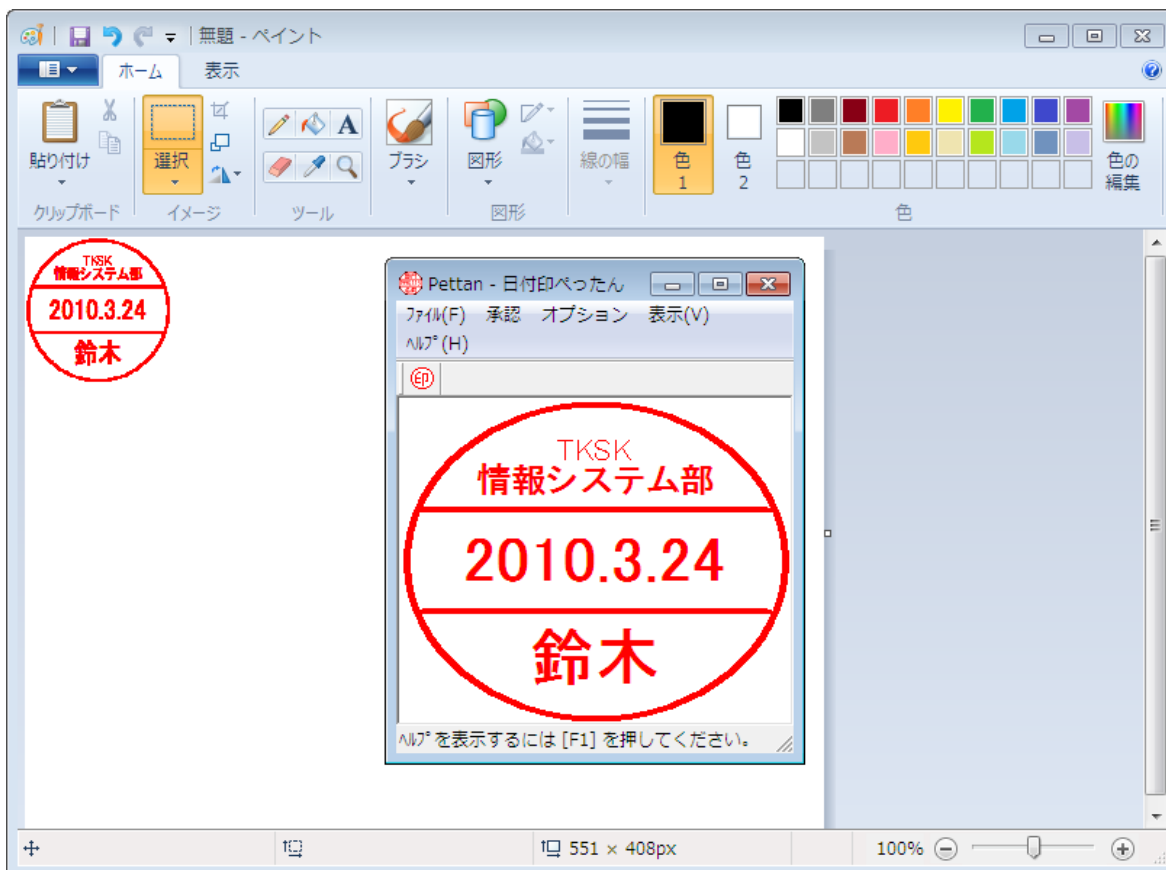 無題 - ペイント
ホーム 表示
貼り付け
選択
A
ブラシ
図形
線の幅
色
1
色
2
色の
編集
クリップボード
イメージ
ツール
図形
色
TKSK
情報システム部
2010.3.24
鈴木
Pettan - 日付印ぺったん
ﾌｧｲﾙ(F) 承認 オプション 表示(V)
ﾍﾙﾌﾟ(H)
印
TKSK
情報システム部
2010.3.24
鈴木
ﾍﾙﾌﾟを表示するには [F1] を押してください。
551 × 408px
100%